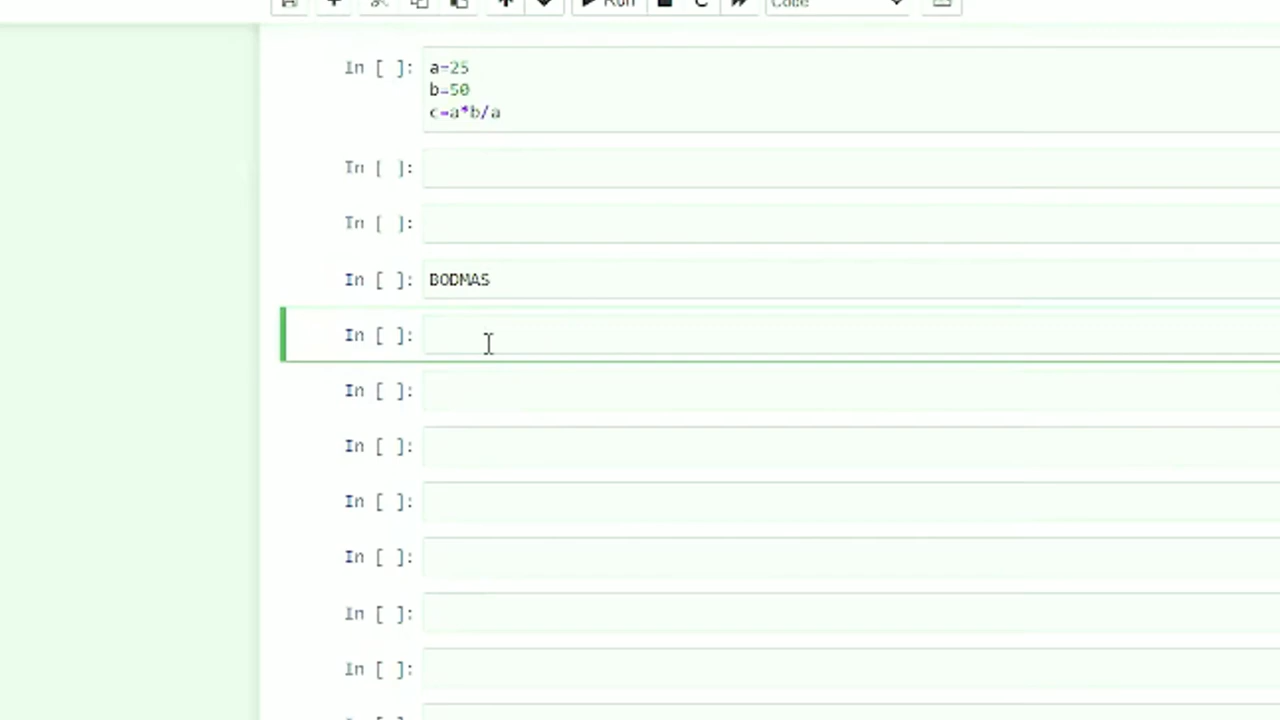 Run
Code
In [ ]: a=25
b=50
c=a*b/a
In [ ]:
In [ ]:
In [ ]: BODMAS
In [ ]:
In [ ]:
In [ ]:
In [ ]:
In [ ]:
In [ ]:
In [ ]: